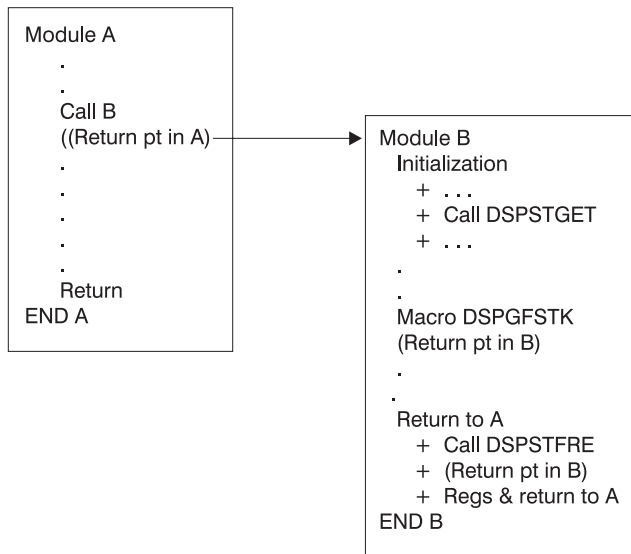 Module A
.
.
Call B
((Return pt in A)
.
.
.
.
.
Return
END A
Module B
Initialization
+ . . .
+ Call DSPSTGET
+ . . .
.
.
Macro DSPGFSTK
(Return pt in B)
.
.
Return to A
+ Call DSPSTFRE
+ (Return pt in B)
+ Regs & return to A
END B